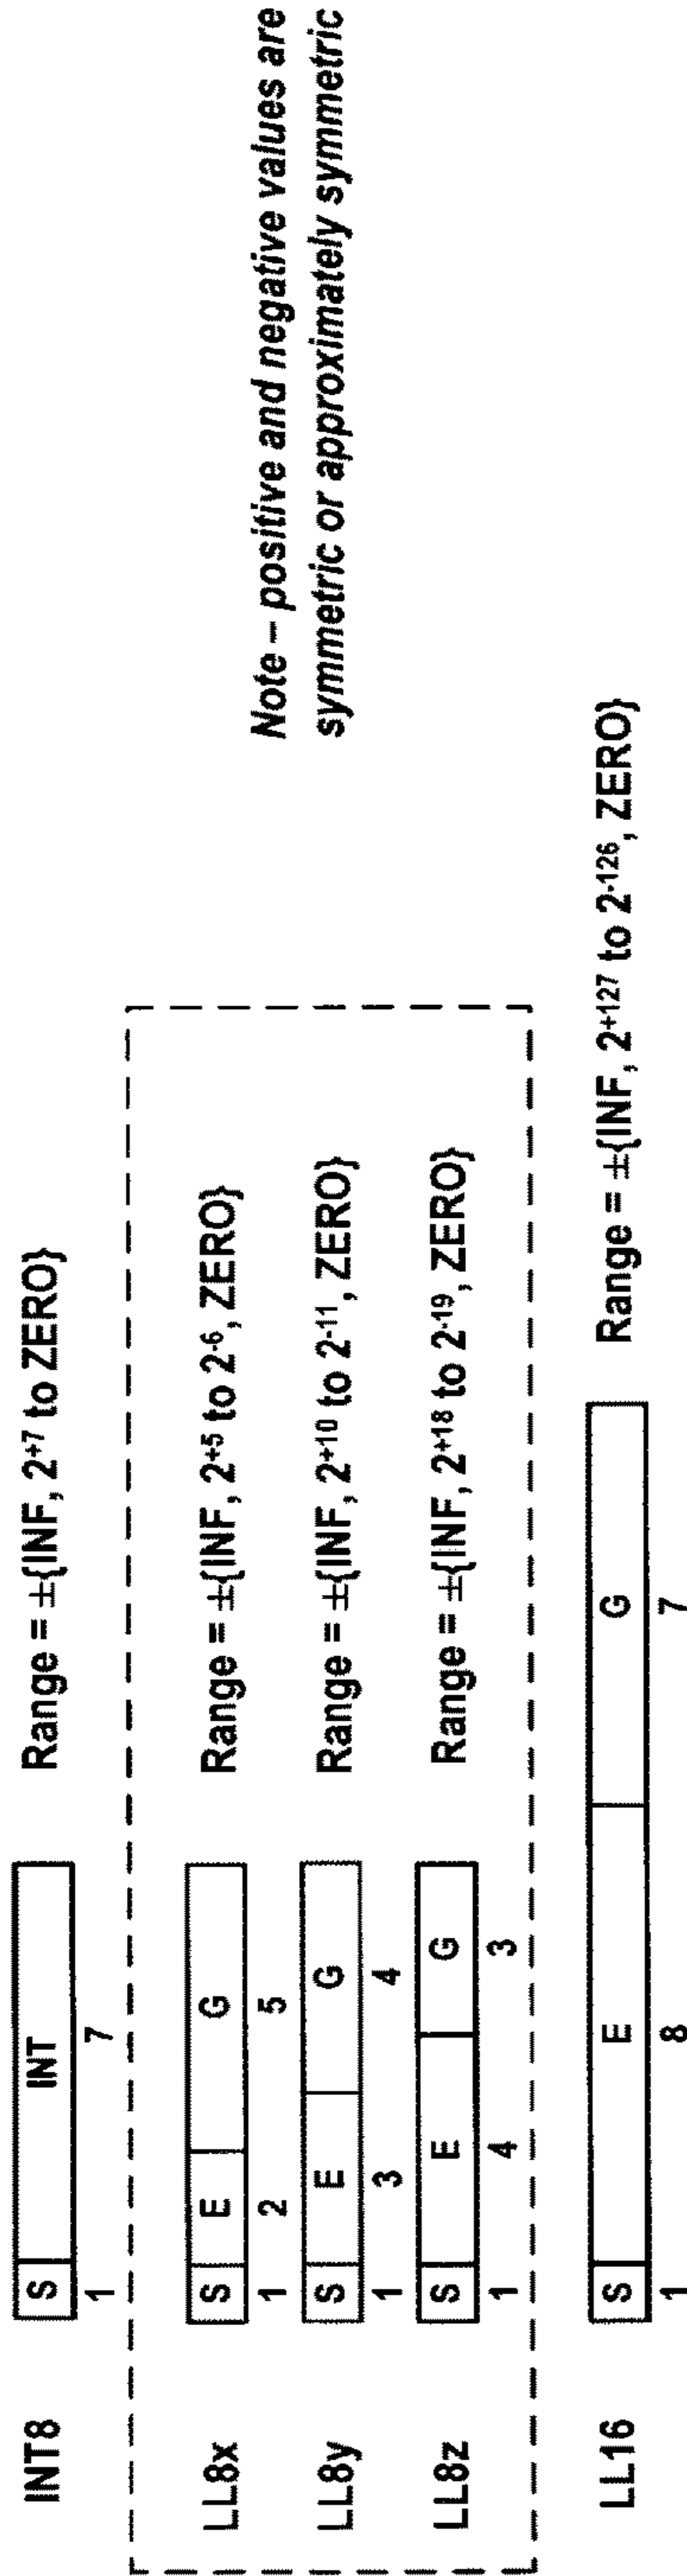 INT8
S INT
1 7
Range = ±{INF, 2+7 to ZERO}
LL8x
S E G
1 2 5
Range = ±{INF, 2+5 to 2-6, ZERO}
LL8y
S E G
1 3 4
Range = ±{INF, 2+10 to 2-11, ZERO}
LL8z
S E G
1 4 3
Range = ±{INF, 2+18 to 2-19, ZERO}
Note – positive and negative values are
symmetric or approximately symmetric
LL16
S E G
1 8 7
Range = ±{INF, 2+127 to 2-126, ZERO}